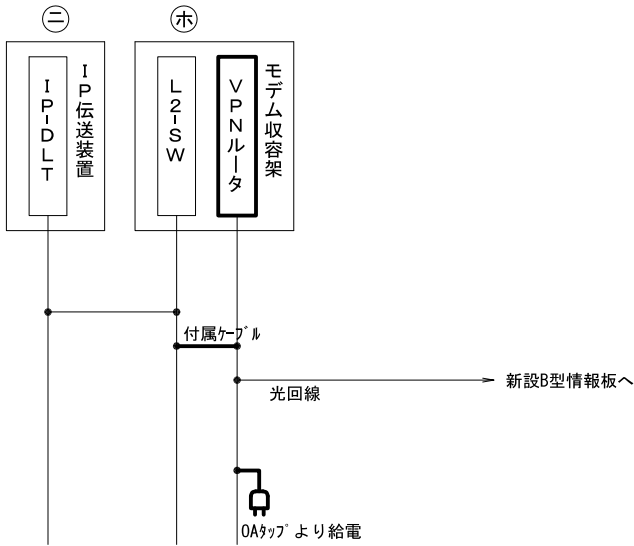 ㊁
㋭
IP-DLT
IP伝送装置
L2-SW
VPNルータ
モデム収容架
付属ｹｰﾌﾞﾙ
光回線
新設B型情報板へ
OAﾀｯﾌﾟより給電